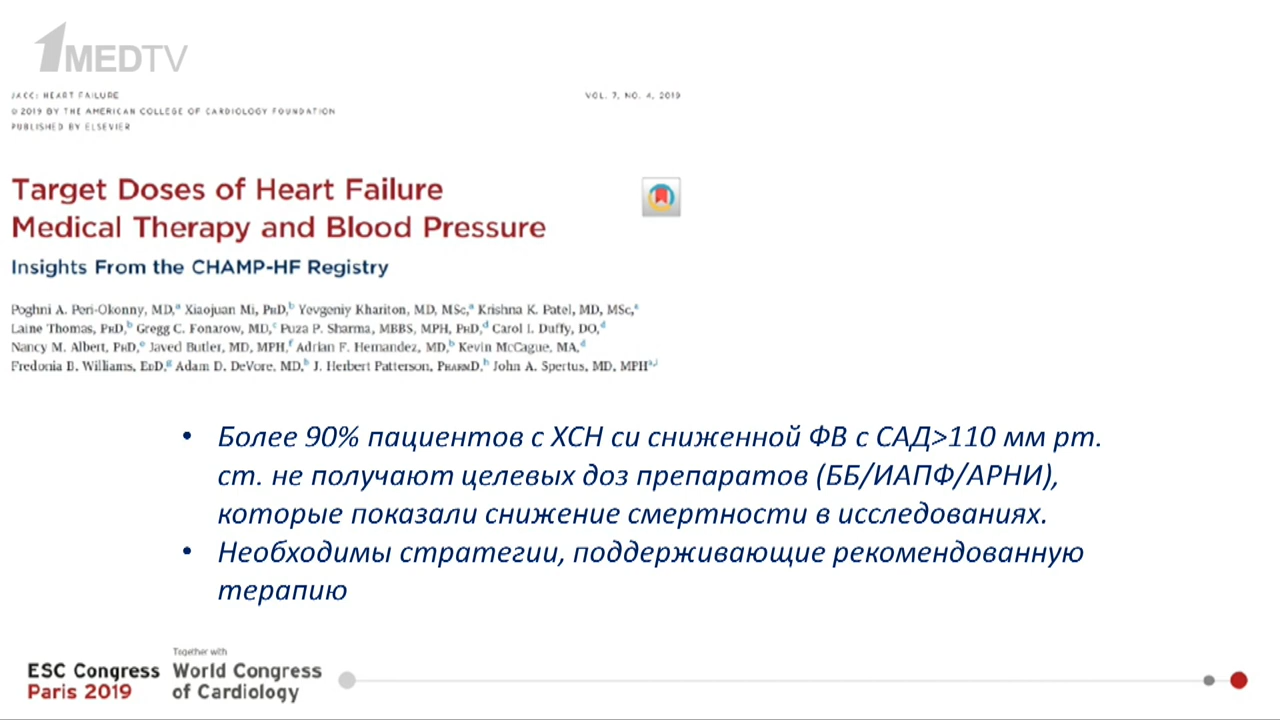 1MEDTV
JACC: HEART FAILURE
VOL. 7, NO. 4, 2019
© 2019 BY THE AMERICAN COLLEGE OF CARDIOLOGY FOUNDATION
PUBLISHED BY ELSEVIER
Target Doses of Heart Failure
Medical Therapy and Blood Pressure
Insights From the CHAMP-HF Registry
Poghni A. Peri-Okonny, MD,a Xiaojuan Mi, PHD,b Yevgeniy Khariton, MD, MSc,a Krishna K. Patel, MD, MSc,a
Laine Thomas, PHD,b Gregg C. Fonarow, MD,c Puza P. Sharma, MBBS, MPH, PHD,d Carol I. Duffy, DO,d
Nancy M. Albert, PHD,e Javed Butler, MD, MPH,f Adrian F. Hernandez, MD,b Kevin McCague, MA,d
Fredonia B. Williams, EDD,g Adam D. DeVore, MD,b J. Herbert Patterson, PHARMD,h John A. Spertus, MD, MPHa,i
• Более 90% пациентов с ХСН си сниженной ФВ с САД>110 мм рт.
ст. не получают целевых доз препаратов (ББ/ИАПФ/АРНИ),
которые показали снижение смертности в исследованиях.
• Необходимы стратегии, поддерживающие рекомендованную
терапию
Together with
ESC Congress World Congress
Paris 2019 of Cardiology